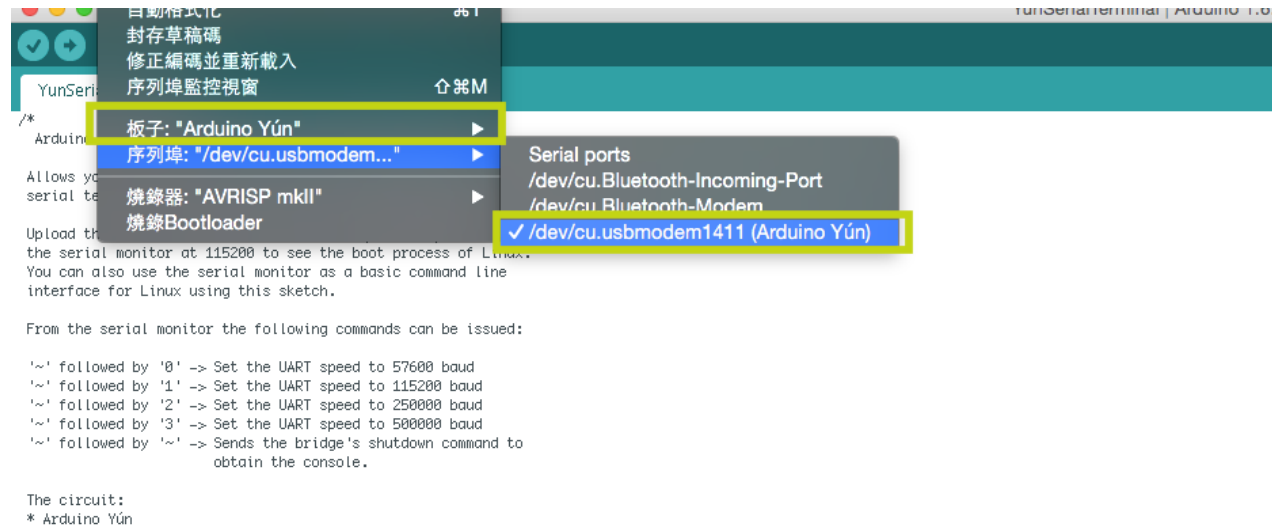 自動格式化 ⌘T
YunSerialTerminal | Arduino 1.6
封存草稿碼
修正編碼並重新載入
序列埠監控視窗 ⇧⌘M
YunSeri
/*
板子: "Arduino Yún" ▶
Arduin
序列埠: "/dev/cu.usbmodem..." ▶
Serial ports
/dev/cu.Bluetooth-Incoming-Port
/dev/cu.Bluetooth-Modem
✓ /dev/cu.usbmodem1411 (Arduino Yún)
燒錄器: "AVRISP mkII" ▶
燒錄Bootloader
Allows yo
serial te
Upload th
the serial monitor at 115200 to see the boot process of Linux.
You can also use the serial monitor as a basic command line
interface for Linux using this sketch.
From the serial monitor the following commands can be issued:
'~' followed by '0' -> Set the UART speed to 57600 baud
'~' followed by '1' -> Set the UART speed to 115200 baud
'~' followed by '2' -> Set the UART speed to 250000 baud
'~' followed by '3' -> Set the UART speed to 500000 baud
'~' followed by '~' -> Sends the bridge's shutdown command to
obtain the console.
The circuit:
* Arduino Yún